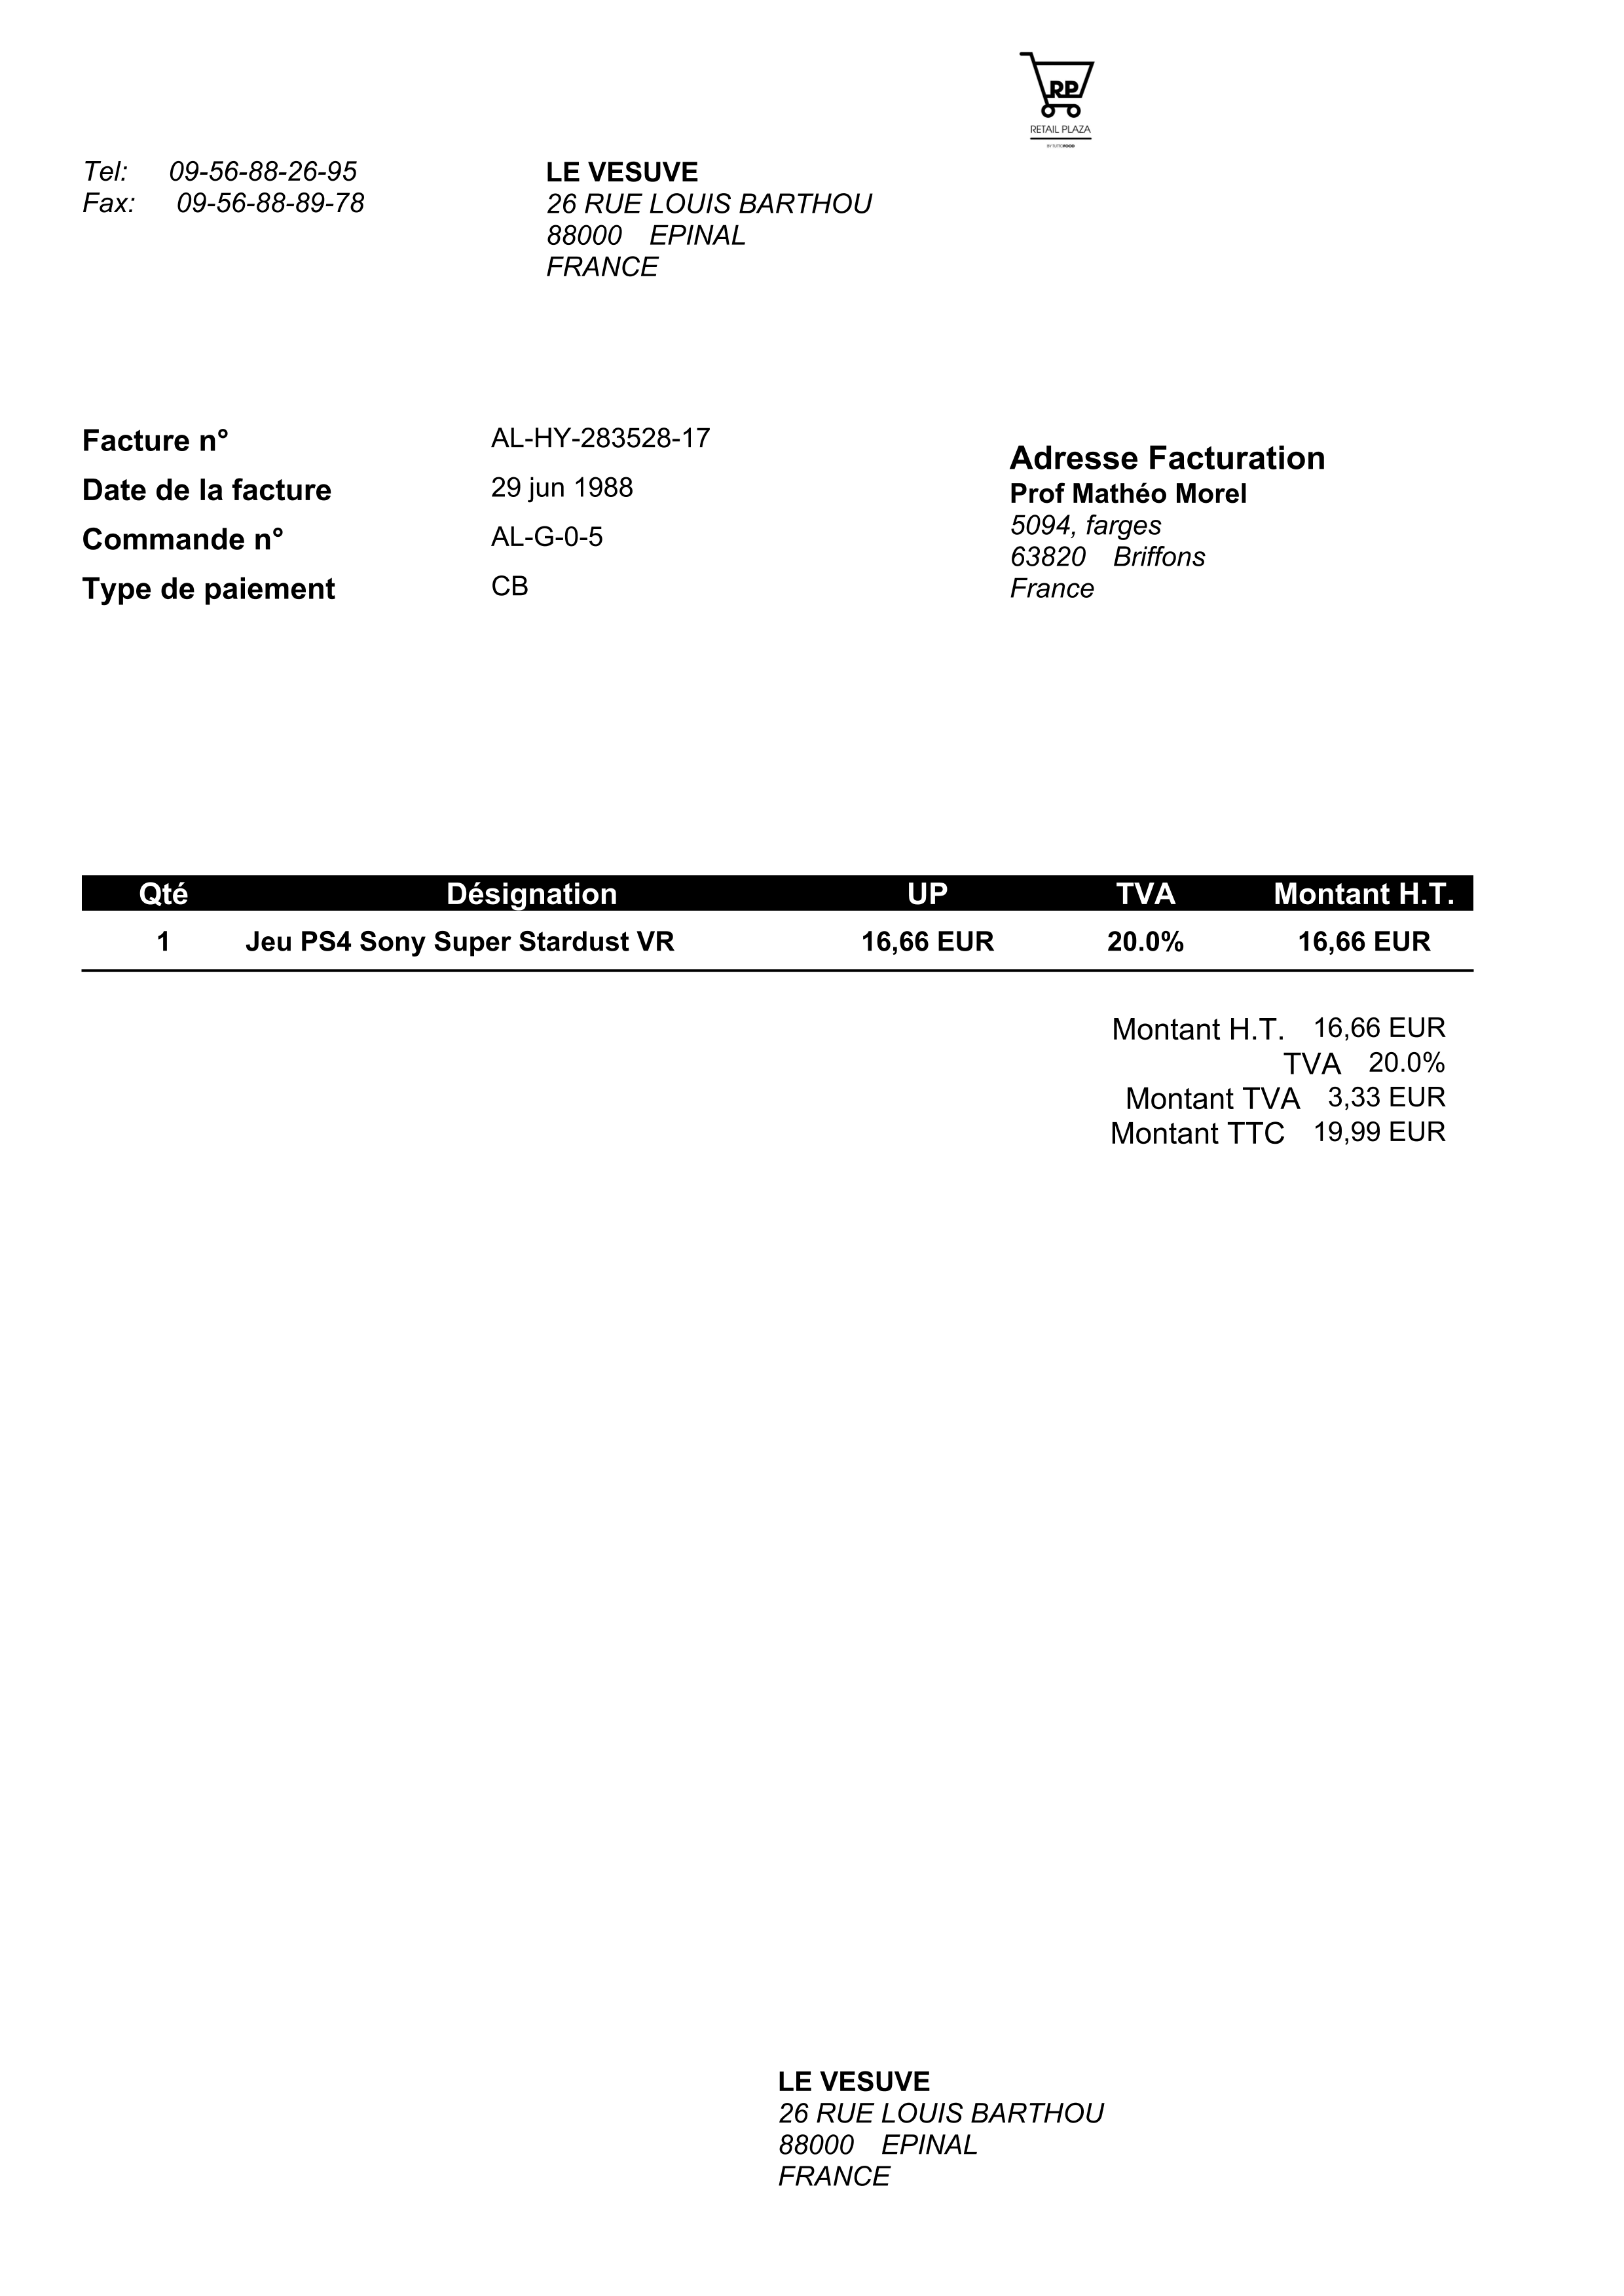 RP
RETAIL PLAZA
BY TUTTOFOOD
Tel: 09-56-88-26-95
Fax: 09-56-88-89-78
LE VESUVE
26 RUE LOUIS BARTHOU
88000 EPINAL
FRANCE
Facture n° AL-HY-283528-17
Date de la facture 29 jun 1988
Commande n° AL-G-0-5
Type de paiement CB
Adresse Facturation
Prof Mathéo Morel
5094, farges
63820 Briffons
France
Qté Désignation UP TVA Montant H.T.
1 Jeu PS4 Sony Super Stardust VR 16,66 EUR 20.0% 16,66 EUR
Montant H.T. 16,66 EUR
TVA 20.0%
Montant TVA 3,33 EUR
Montant TTC 19,99 EUR
LE VESUVE
26 RUE LOUIS BARTHOU
88000 EPINAL
FRANCE